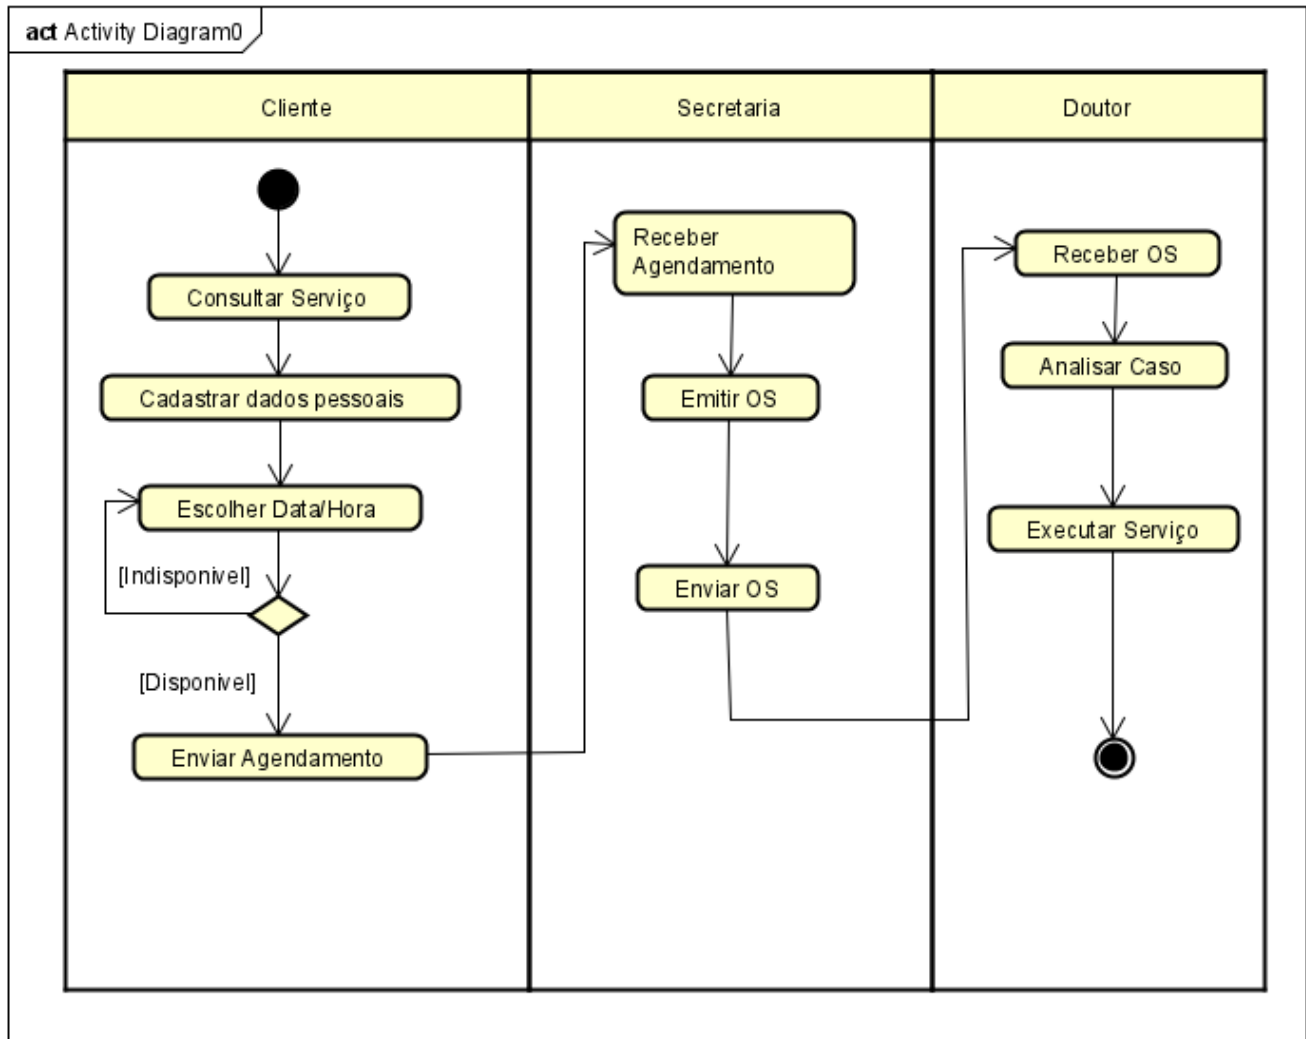 act Activity Diagram0
Cliente
Secretaria
Doutor
Consultar Serviço
Cadastrar dados pessoais
Escolher Data/Hora
[Indisponivel]
[Disponivel]
Enviar Agendamento
Receber
Agendamento
Emitir OS
Enviar OS
Receber OS
Analisar Caso
Executar Serviço